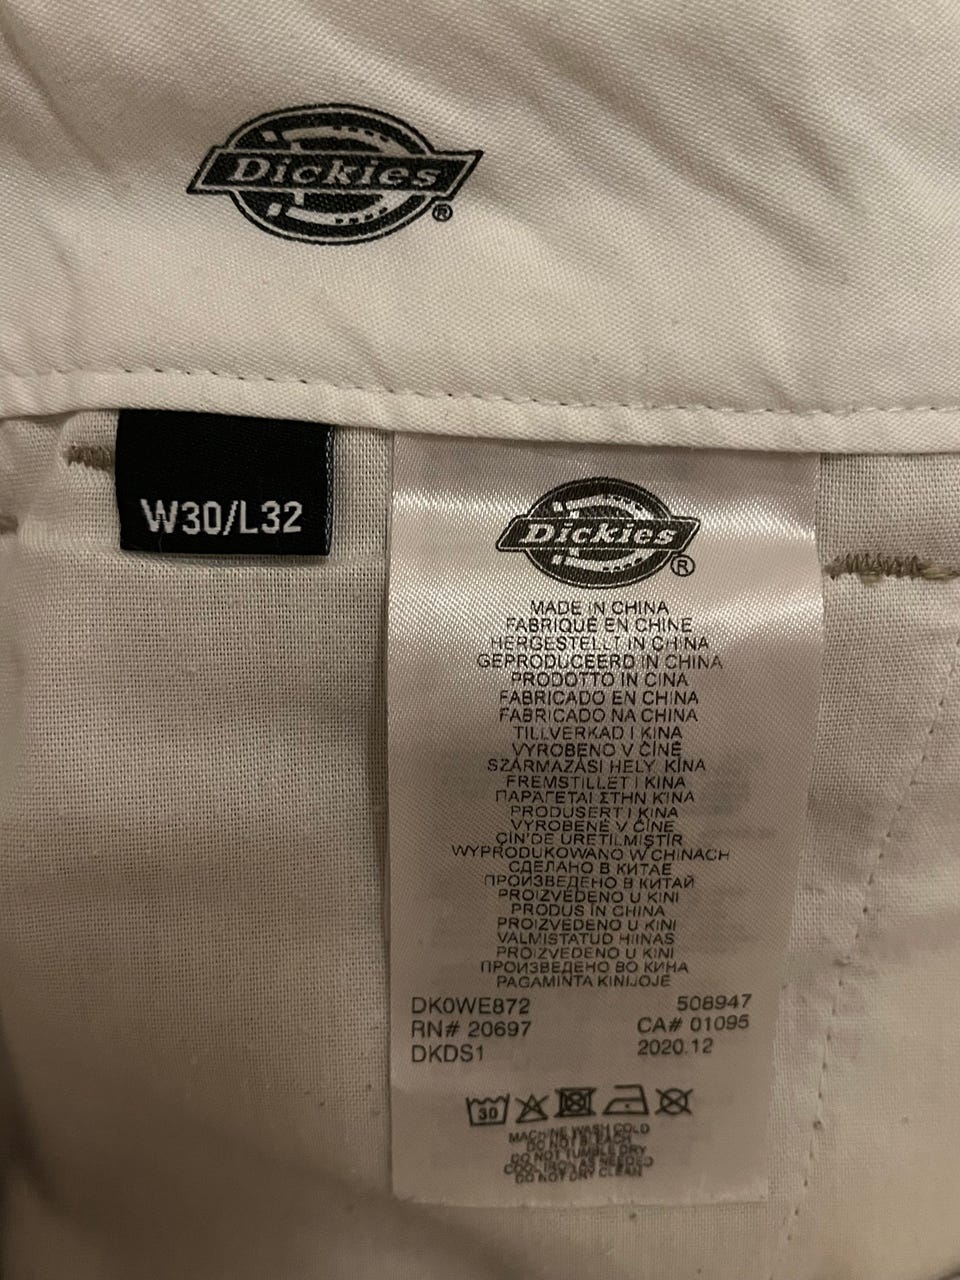 Dickies
®
W30/L32
Dickies
®
MADE IN CHINA
FABRIQUÉ EN CHINE
HERGESTELLT IN CHINA
GEPRODUCEERD IN CHINA
PRODOTTO IN CINA
FABRICADO EN CHINA
FABRICADO NA CHINA
TILLVERKAD I KINA
VYROBENO V ČÍNĚ
SZÁRMAZÁSI HELY: KÍNA
FREMSTILLET I KINA
ΠΑΡΑΓΕΤΑΙ ΣΤΗΝ ΚΙΝΑ
PRODUSERT I KINA
VYROBENÉ V ČÍNE
ÇİN'DE ÜRETİLMİŞTİR
WYPRODUKOWANO W CHINACH
СДЕЛАНО В КИТАЕ
ПРОИЗВЕДЕНО В КИТАЙ
PROIZVEDENO U KINI
PRODUS ÎN CHINA
PROIZVEDENO U KINI
VALMISTATUD HIINAS
PROIZVEDENO U KINI
ПРОИЗВЕДЕНО ВО КИНА
PAGAMINTA KINIJOJE
DK0WE872 508947
RN# 20697 CA# 01095
DKDS1 2020.12
30
MACHINE WASH COLD
DO NOT BLEACH
DO NOT TUMBLE DRY
COOL IRON AS NEEDED
DO NOT DRY CLEAN